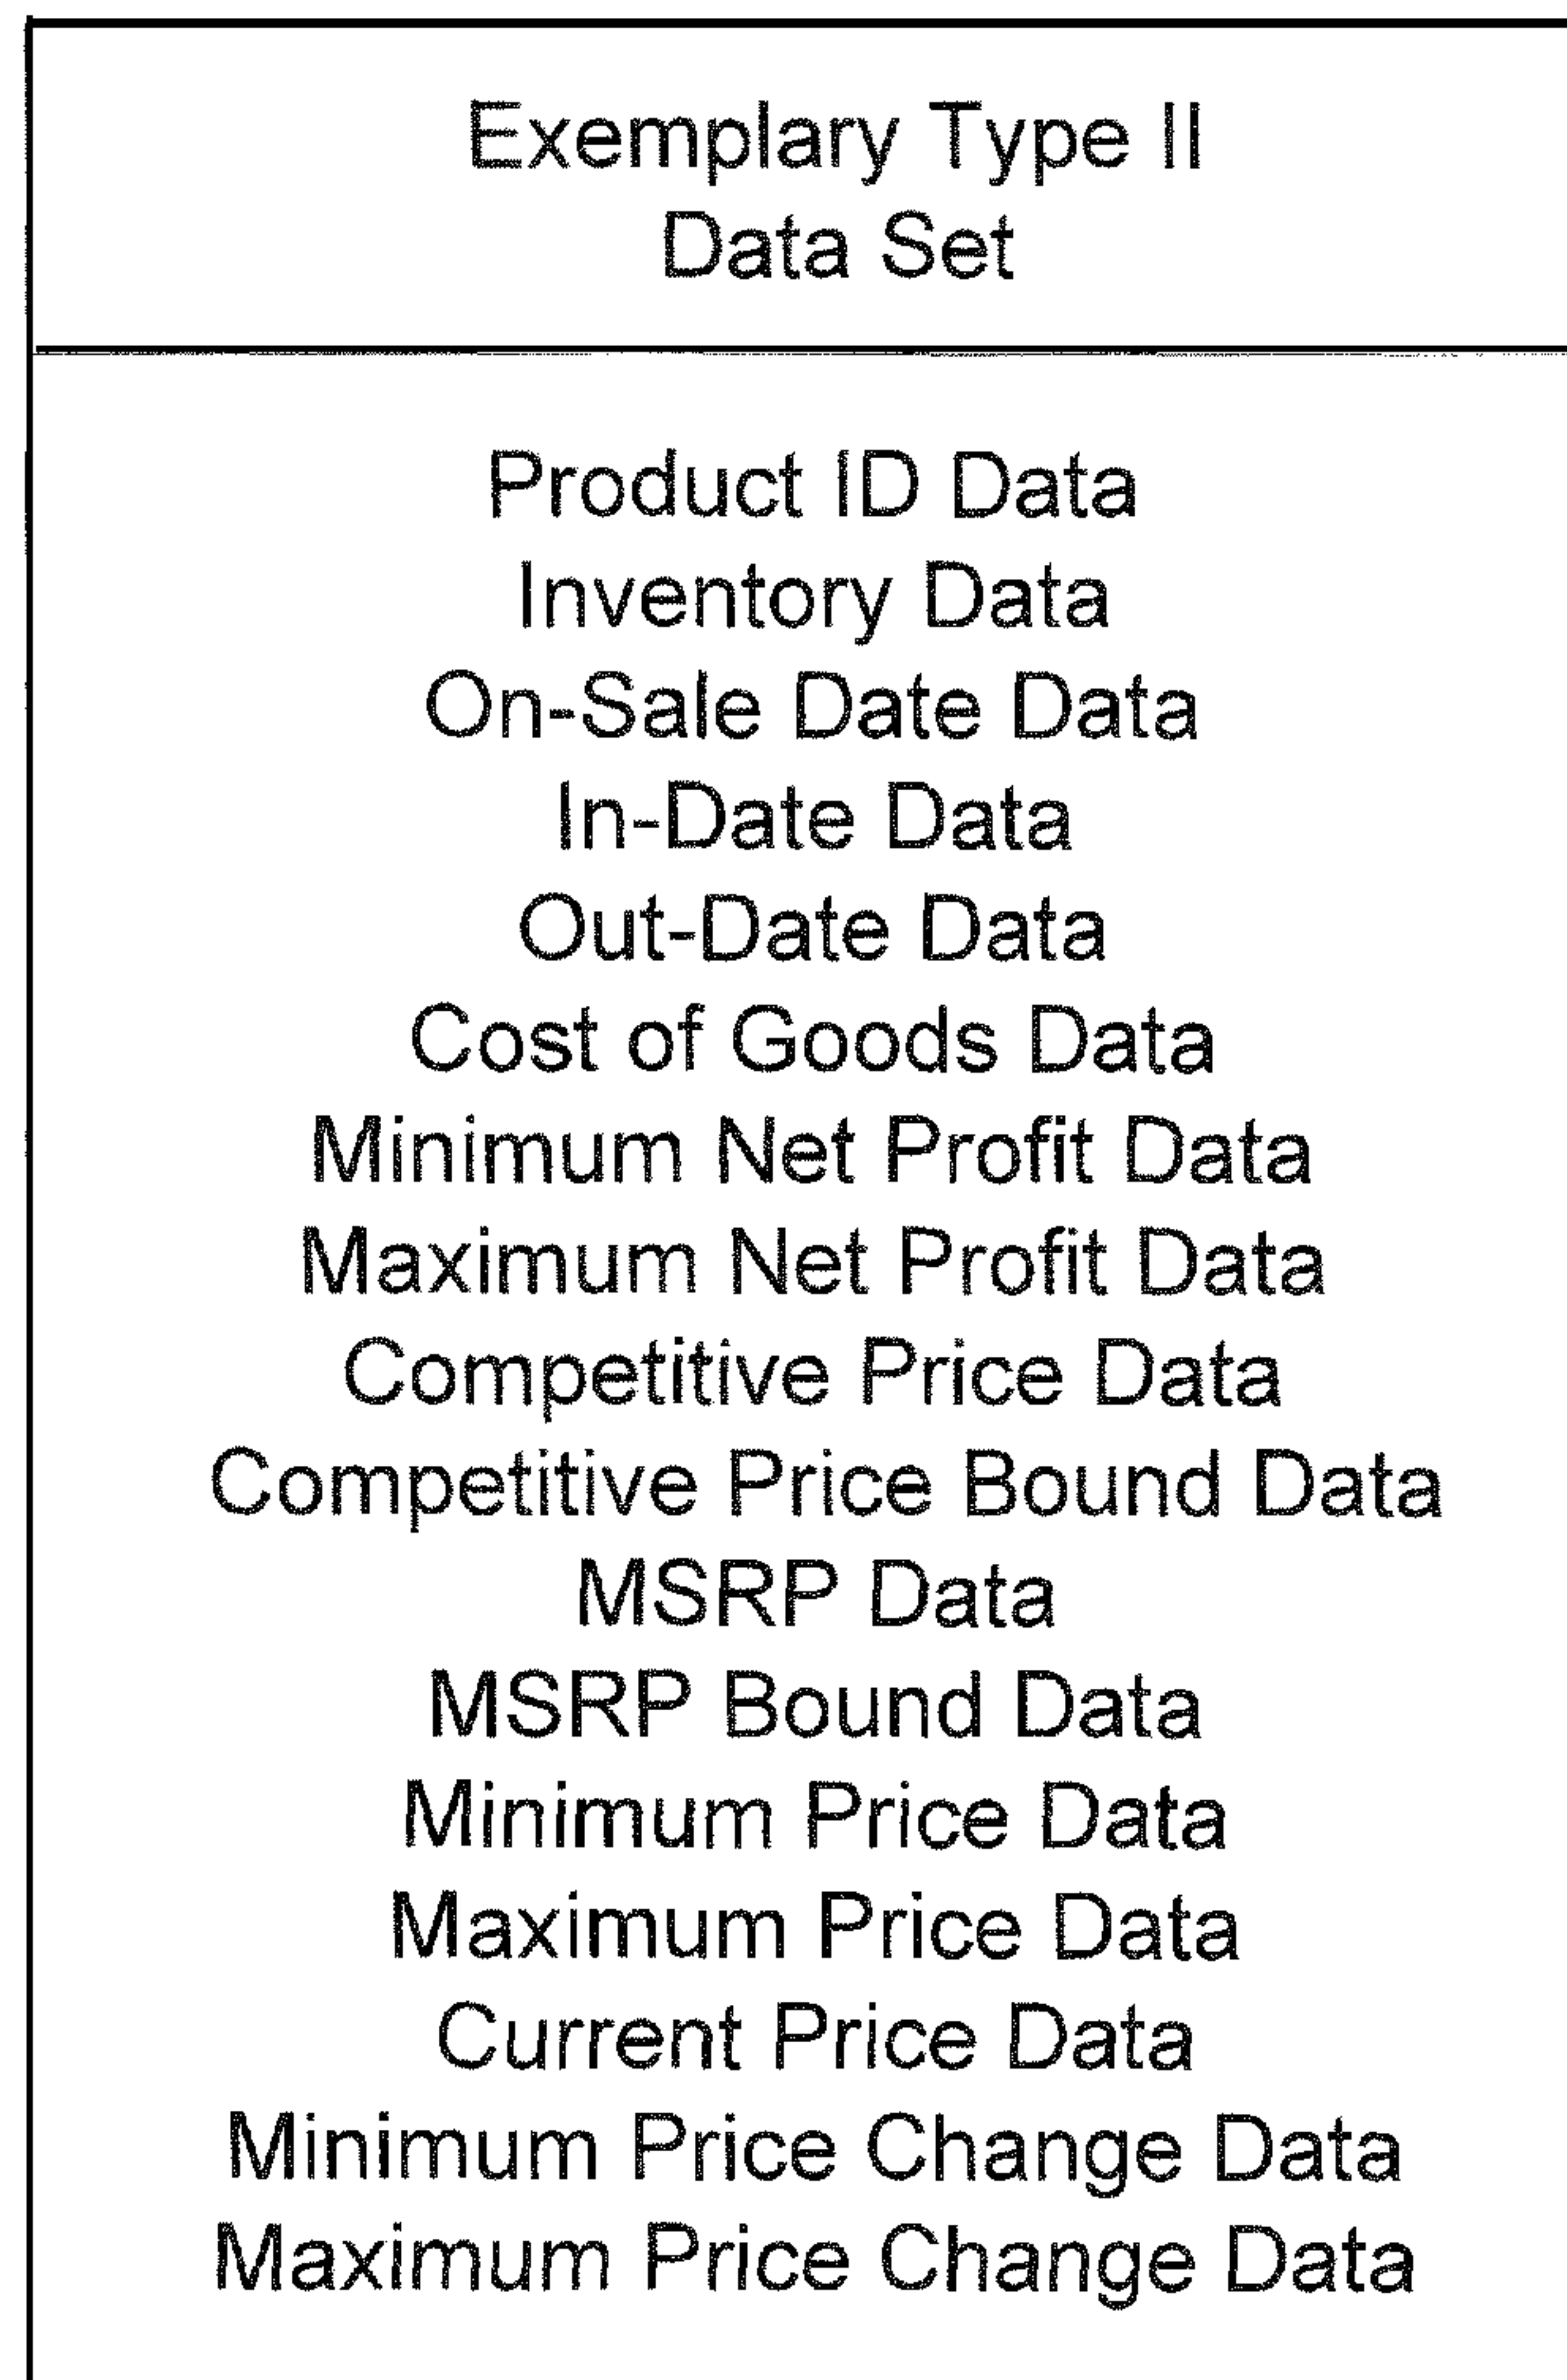 Exemplary Type II
Data Set
Product ID Data
Inventory Data
On-Sale Date Data
In-Date Data
Out-Date Data
Cost of Goods Data
Minimum Net Profit Data
Maximum Net Profit Data
Competitive Price Data
Competitive Price Bound Data
MSRP Data
MSRP Bound Data
Minimum Price Data
Maximum Price Data
Current Price Data
Minimum Price Change Data
Maximum Price Change Data